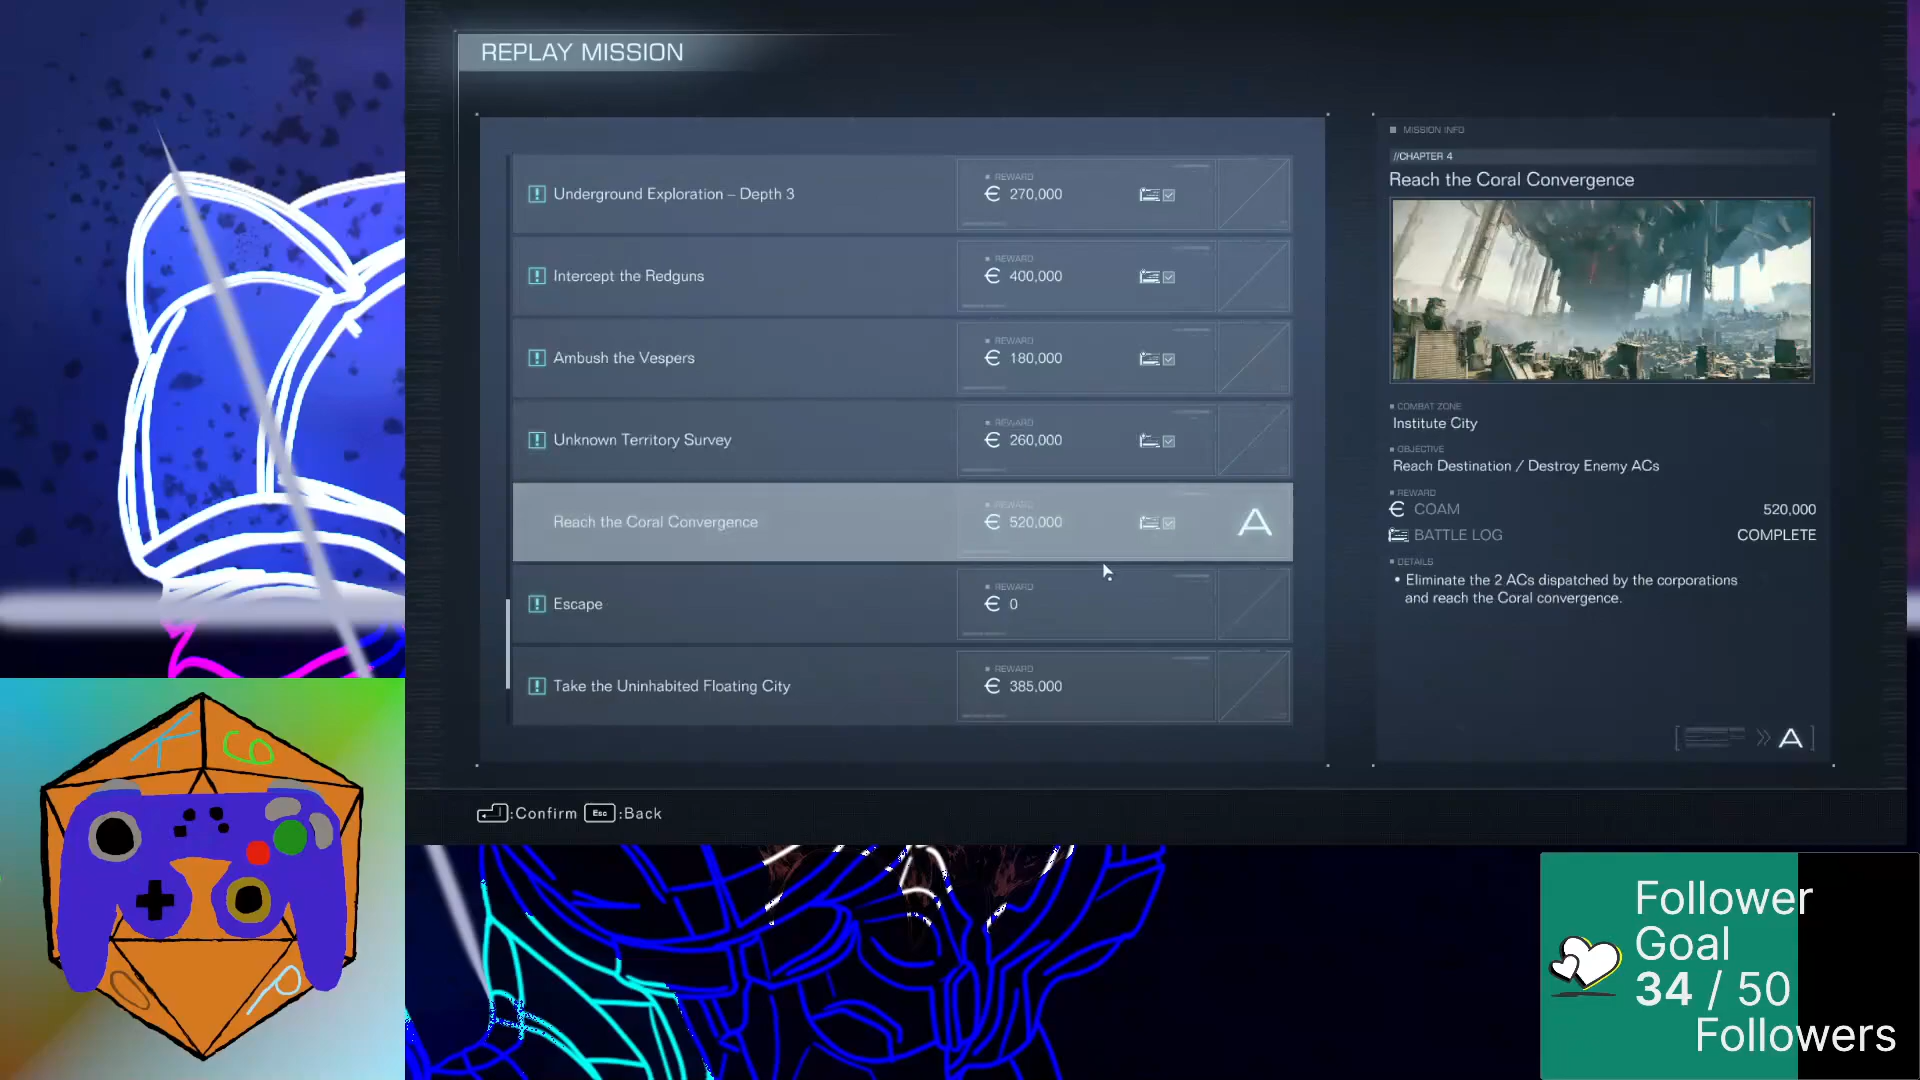 REPLAY MISSION
Underground Exploration – Depth 3
REWARD
270,000
Intercept the Redguns
REWARD
400,000
Ambush the Vespers
REWARD
180,000
Unknown Territory Survey
REWARD
260,000
Reach the Coral Convergence
REWARD
520,000
A
Escape
REWARD
0
Take the Uninhabited Floating City
REWARD
385,000
MISSION INFO
//CHAPTER 4
Reach the Coral Convergence
COMBAT ZONE
Institute City
OBJECTIVE
Reach Destination / Destroy Enemy ACs
REWARD
COAM 520,000
BATTLE LOG COMPLETE
DETAILS
• Eliminate the 2 ACs dispatched by the corporations
and reach the Coral convergence.
A
:Confirm Esc :Back
K G
O P
Follower
Goal
34 / 50
Followers